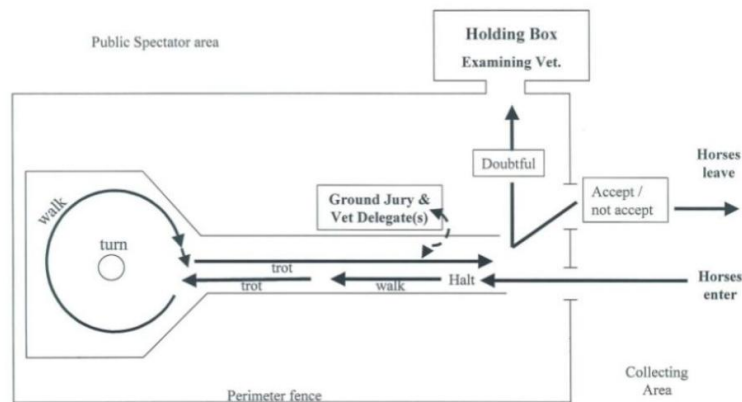 Public Spectator area
Holding Box
Examining Vet.
Doubtful
Horses
leave
Accept /
not accept
Ground Jury &
Vet Delegate(s)
walk
turn
trot
trot
walk
Halt
Horses
enter
Collecting
Area
Perimeter fence